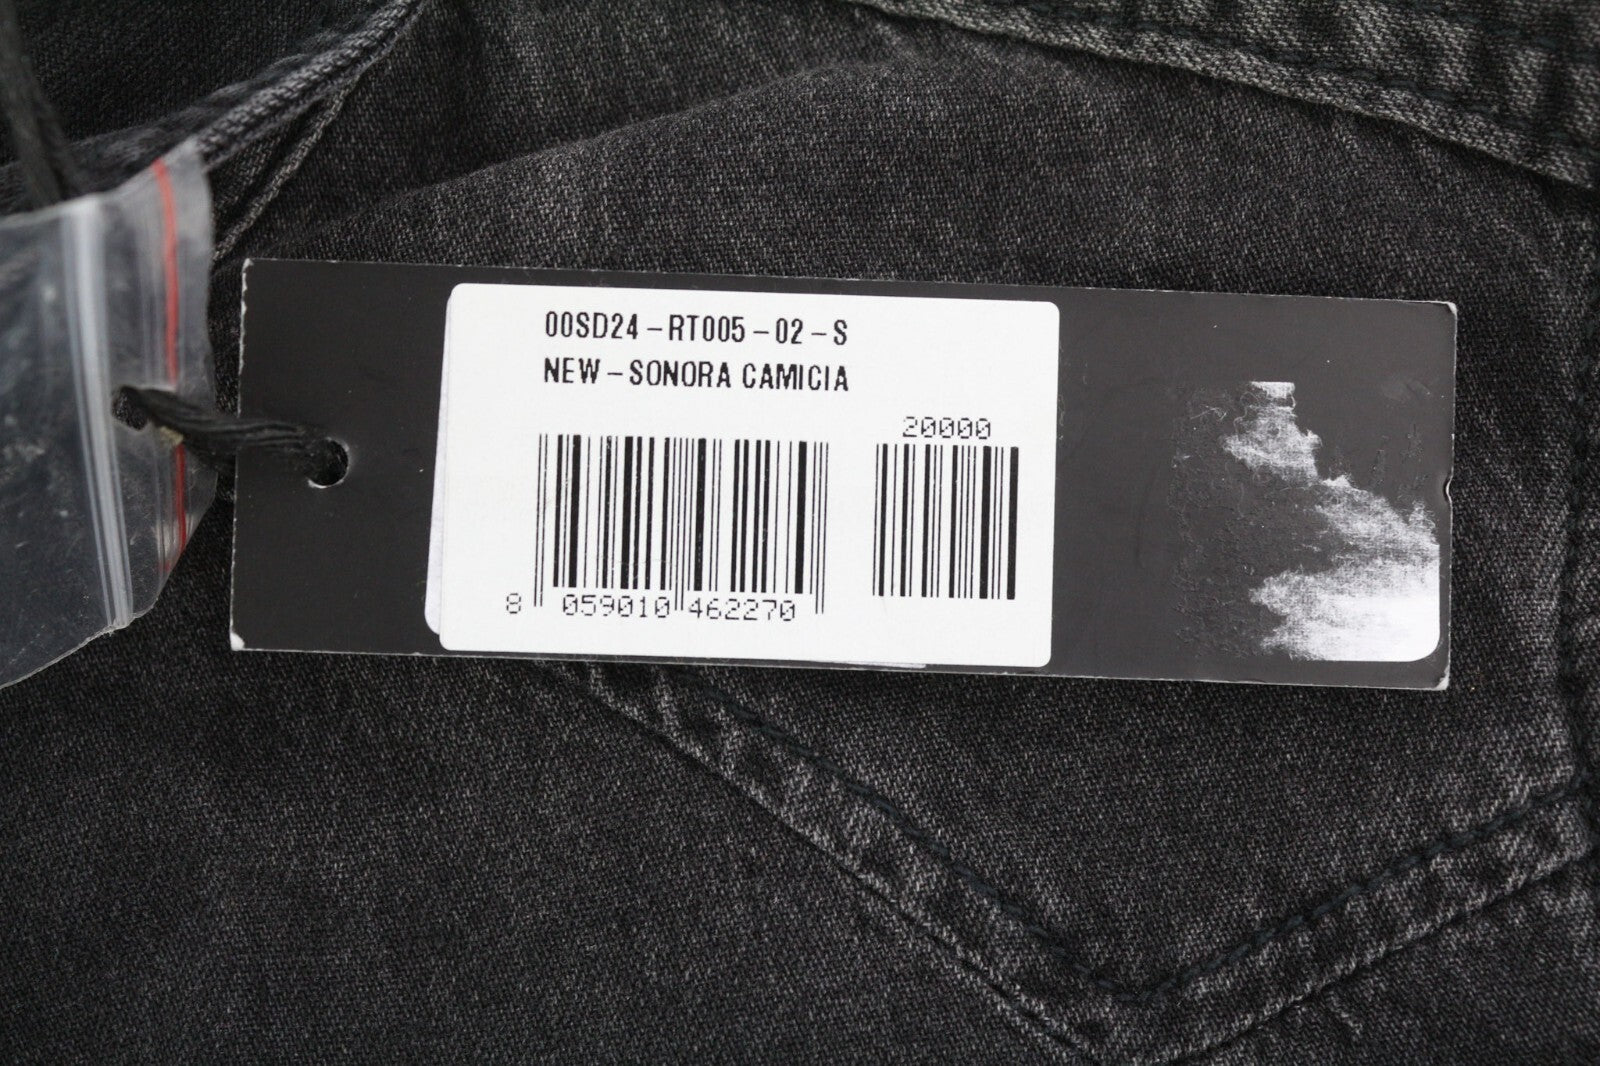 00SD24-RT005-02-S
NEW-SONORA CAMICIA
20000
8 059010 462270